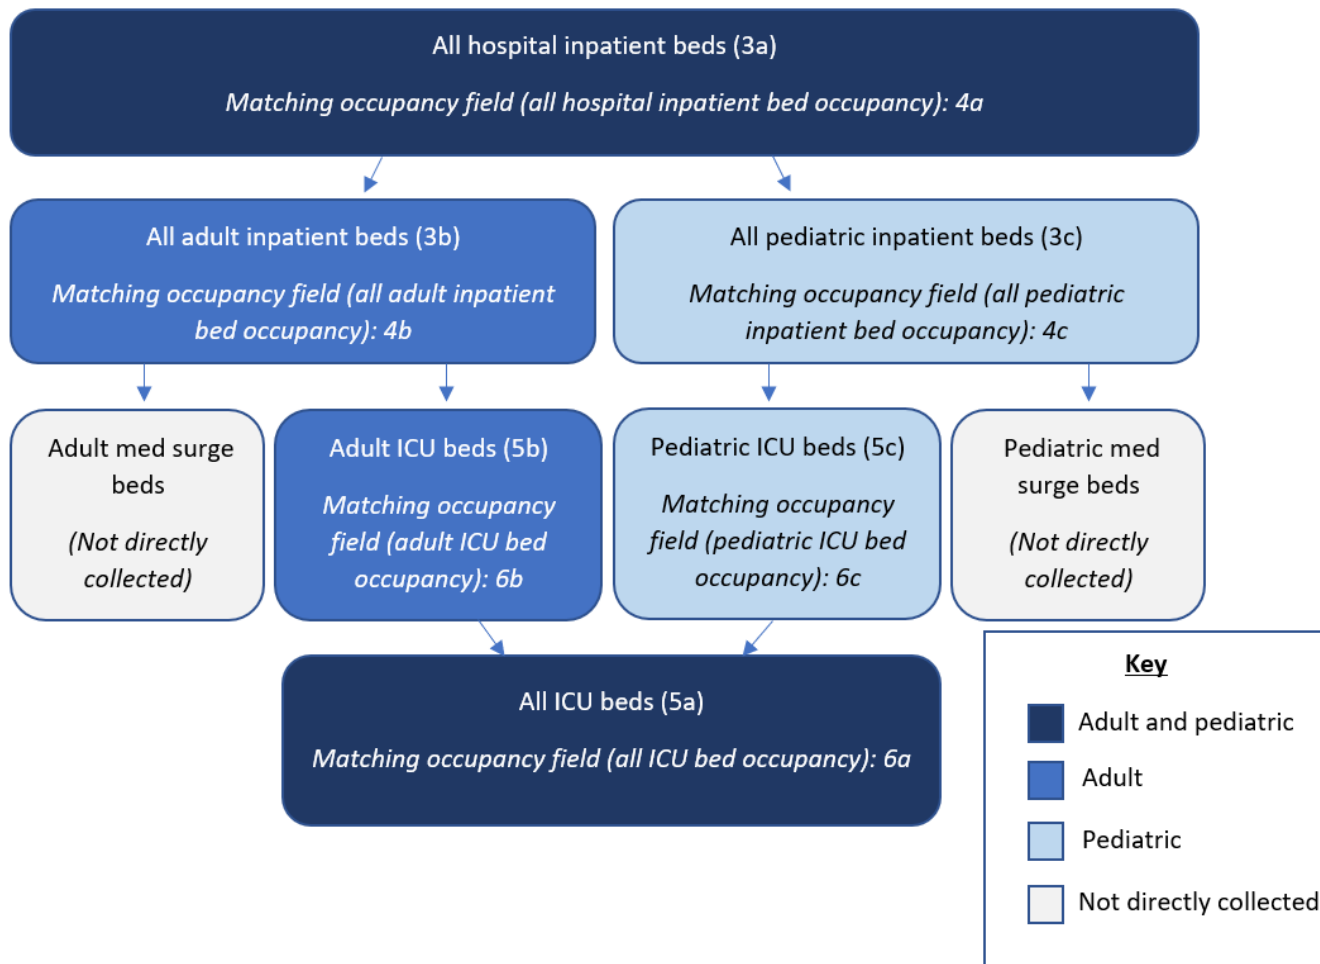 All hospital inpatient beds (3a)
Matching occupancy field (all hospital inpatient bed occupancy): 4a
All adult inpatient beds (3b)
Matching occupancy field (all adult inpatient
bed occupancy): 4b
All pediatric inpatient beds (3c)
Matching occupancy field (all pediatric
inpatient bed occupancy): 4c
Adult med surge
beds
(Not directly
collected)
Adult ICU beds (5b)
Matching occupancy
field (adult ICU bed
occupancy): 6b
Pediatric ICU beds (5c)
Matching occupancy
field (pediatric ICU bed
occupancy): 6c
Pediatric med
surge beds
(Not directly
collected)
All ICU beds (5a)
Matching occupancy field (all ICU bed occupancy): 6a
Key
Adult and pediatric
Adult
Pediatric
Not directly collected